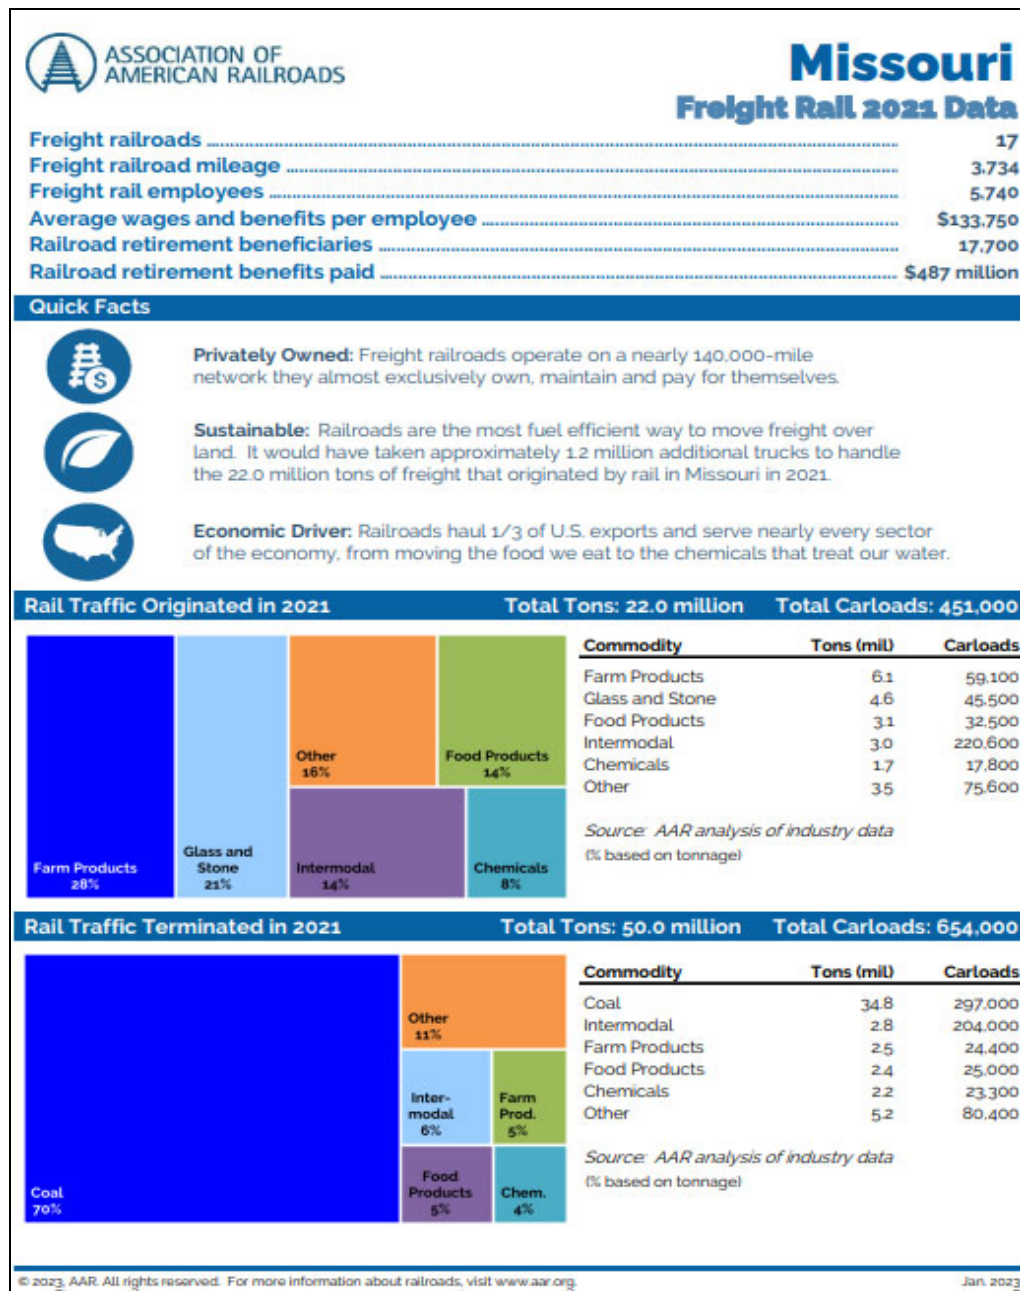 ASSOCIATION OF
AMERICAN RAILROADS
Missouri
Freight Rail 2021 Data
Freight railroads 17
Freight railroad mileage 3,734
Freight rail employees 5,740
Average wages and benefits per employee $133,750
Railroad retirement beneficiaries 17,700
Railroad retirement benefits paid $487 million
Quick Facts
Privately Owned: Freight railroads operate on a nearly 140,000-mile
network they almost exclusively own, maintain and pay for themselves.
Sustainable: Railroads are the most fuel efficient way to move freight over
land. It would have taken approximately 1.2 million additional trucks to handle
the 22.0 million tons of freight that originated by rail in Missouri in 2021.
Economic Driver: Railroads haul 1/3 of U.S. exports and serve nearly every sector
of the economy, from moving the food we eat to the chemicals that treat our water.
Rail Traffic Originated in 2021 Total Tons: 22.0 million Total Carloads: 451,000
Farm Products
28%
Glass and
Stone
21%
Other
16%
Food Products
14%
Intermodal
14%
Chemicals
8%
Commodity Tons (mil) Carloads
Farm Products 6.1 59,100
Glass and Stone 4.6 45,500
Food Products 3.1 32,500
Intermodal 3.0 220,600
Chemicals 1.7 17,800
Other 3.5 75,600
Source: AAR analysis of industry data
(% based on tonnage)
Rail Traffic Terminated in 2021 Total Tons: 50.0 million Total Carloads: 654,000
Coal
70%
Other
11%
Inter-
modal
6%
Farm
Prod.
5%
Food
Products
5%
Chem.
4%
Commodity Tons (mil) Carloads
Coal 34.8 297,000
Intermodal 2.8 204,000
Farm Products 2.5 24,400
Food Products 2.4 25,000
Chemicals 2.2 23,300
Other 5.2 80,400
Source: AAR analysis of industry data
(% based on tonnage)
© 2023, AAR. All rights reserved. For more information about railroads, visit www.aar.org. Jan. 2023